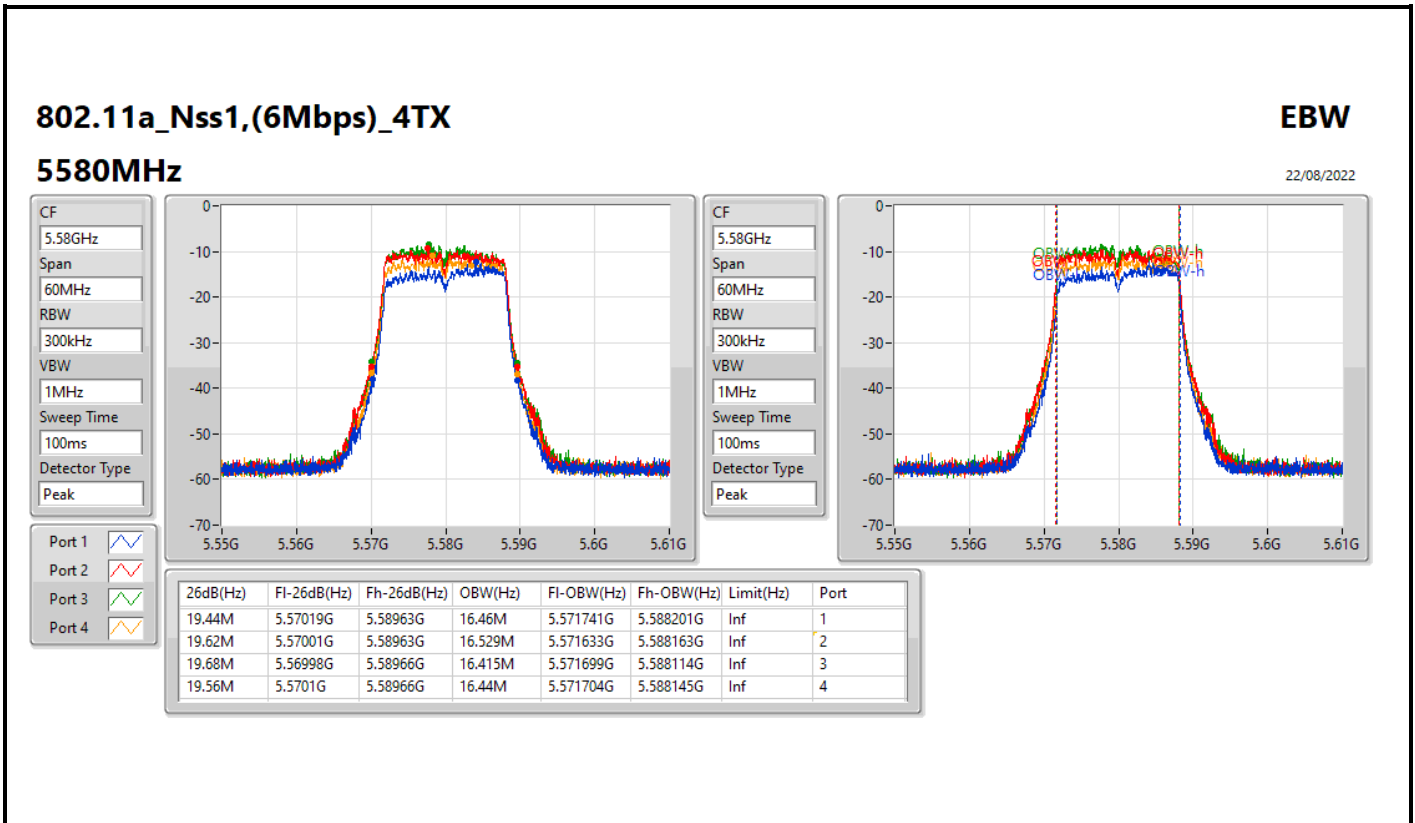 802.11a_Nss1,(6Mbps)_4TX EBW
5580MHz 22/08/2022
CF
5.58GHz
Span
60MHz
RBW
300kHz
VBW
1MHz
Sweep Time
100ms
Detector Type
Peak
0
-10
-20
-30
-40
-50
-60
-70
5.55G 5.56G 5.57G 5.58G 5.59G 5.6G 5.61G
CF
5.58GHz
Span
60MHz
RBW
300kHz
VBW
1MHz
Sweep Time
100ms
Detector Type
Peak
0
-10
-20
-30
-40
-50
-60
-70
OBW-h
5.55G 5.56G 5.57G 5.58G 5.59G 5.6G 5.61G
Port 1
Port 2
Port 3
Port 4
26dB(Hz) Fl-26dB(Hz) Fh-26dB(Hz) OBW(Hz) Fl-OBW(Hz) Fh-OBW(Hz) Limit(Hz) Port
19.44M 5.57019G 5.58963G 16.46M 5.571741G 5.588201G Inf 1
19.62M 5.57001G 5.58963G 16.529M 5.571633G 5.588163G Inf 2
19.68M 5.56998G 5.58966G 16.415M 5.571699G 5.588114G Inf 3
19.56M 5.5701G 5.58966G 16.44M 5.571704G 5.588145G Inf 4